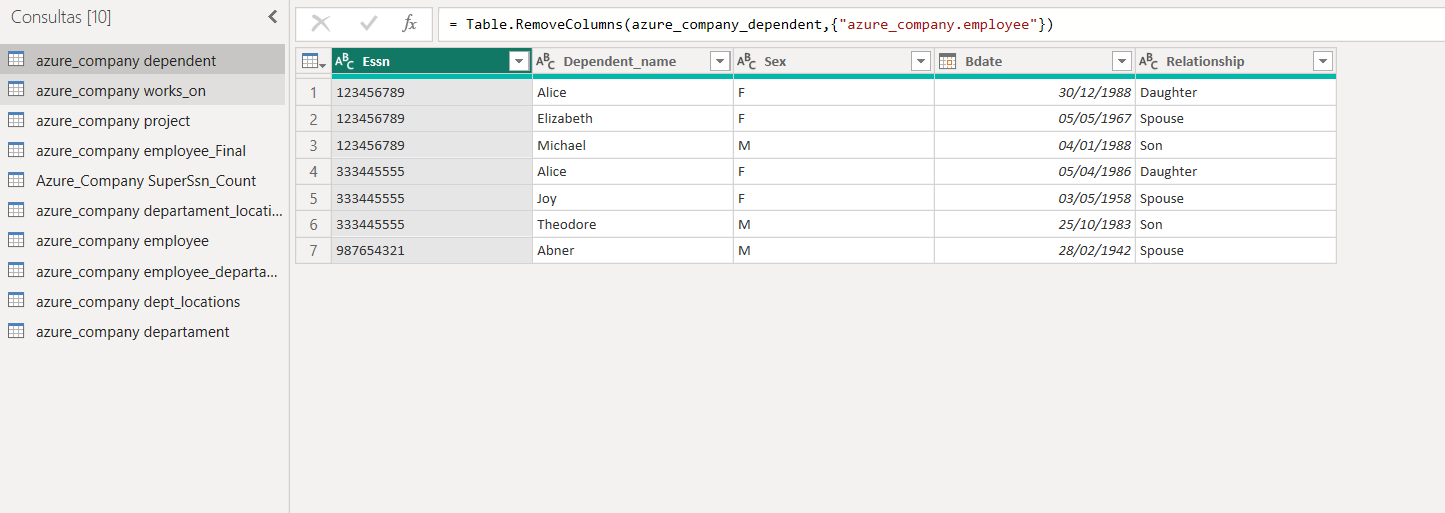 Consultas [10]
= Table.RemoveColumns(azure_company_dependent,{"azure_company.employee"})
azure_company dependent
azure_company works_on
azure_company project
azure_company employee_Final
Azure_Company SuperSsn_Count
azure_company departament_locati...
azure_company employee
azure_company employee_departa...
azure_company dept_locations
azure_company departament
Essn Dependent_name Sex Bdate Relationship
1 123456789 Alice F 30/12/1988 Daughter
2 123456789 Elizabeth F 05/05/1967 Spouse
3 123456789 Michael M 04/01/1988 Son
4 333445555 Alice F 05/04/1986 Daughter
5 333445555 Joy F 03/05/1958 Spouse
6 333445555 Theodore M 25/10/1983 Son
7 987654321 Abner M 28/02/1942 Spouse